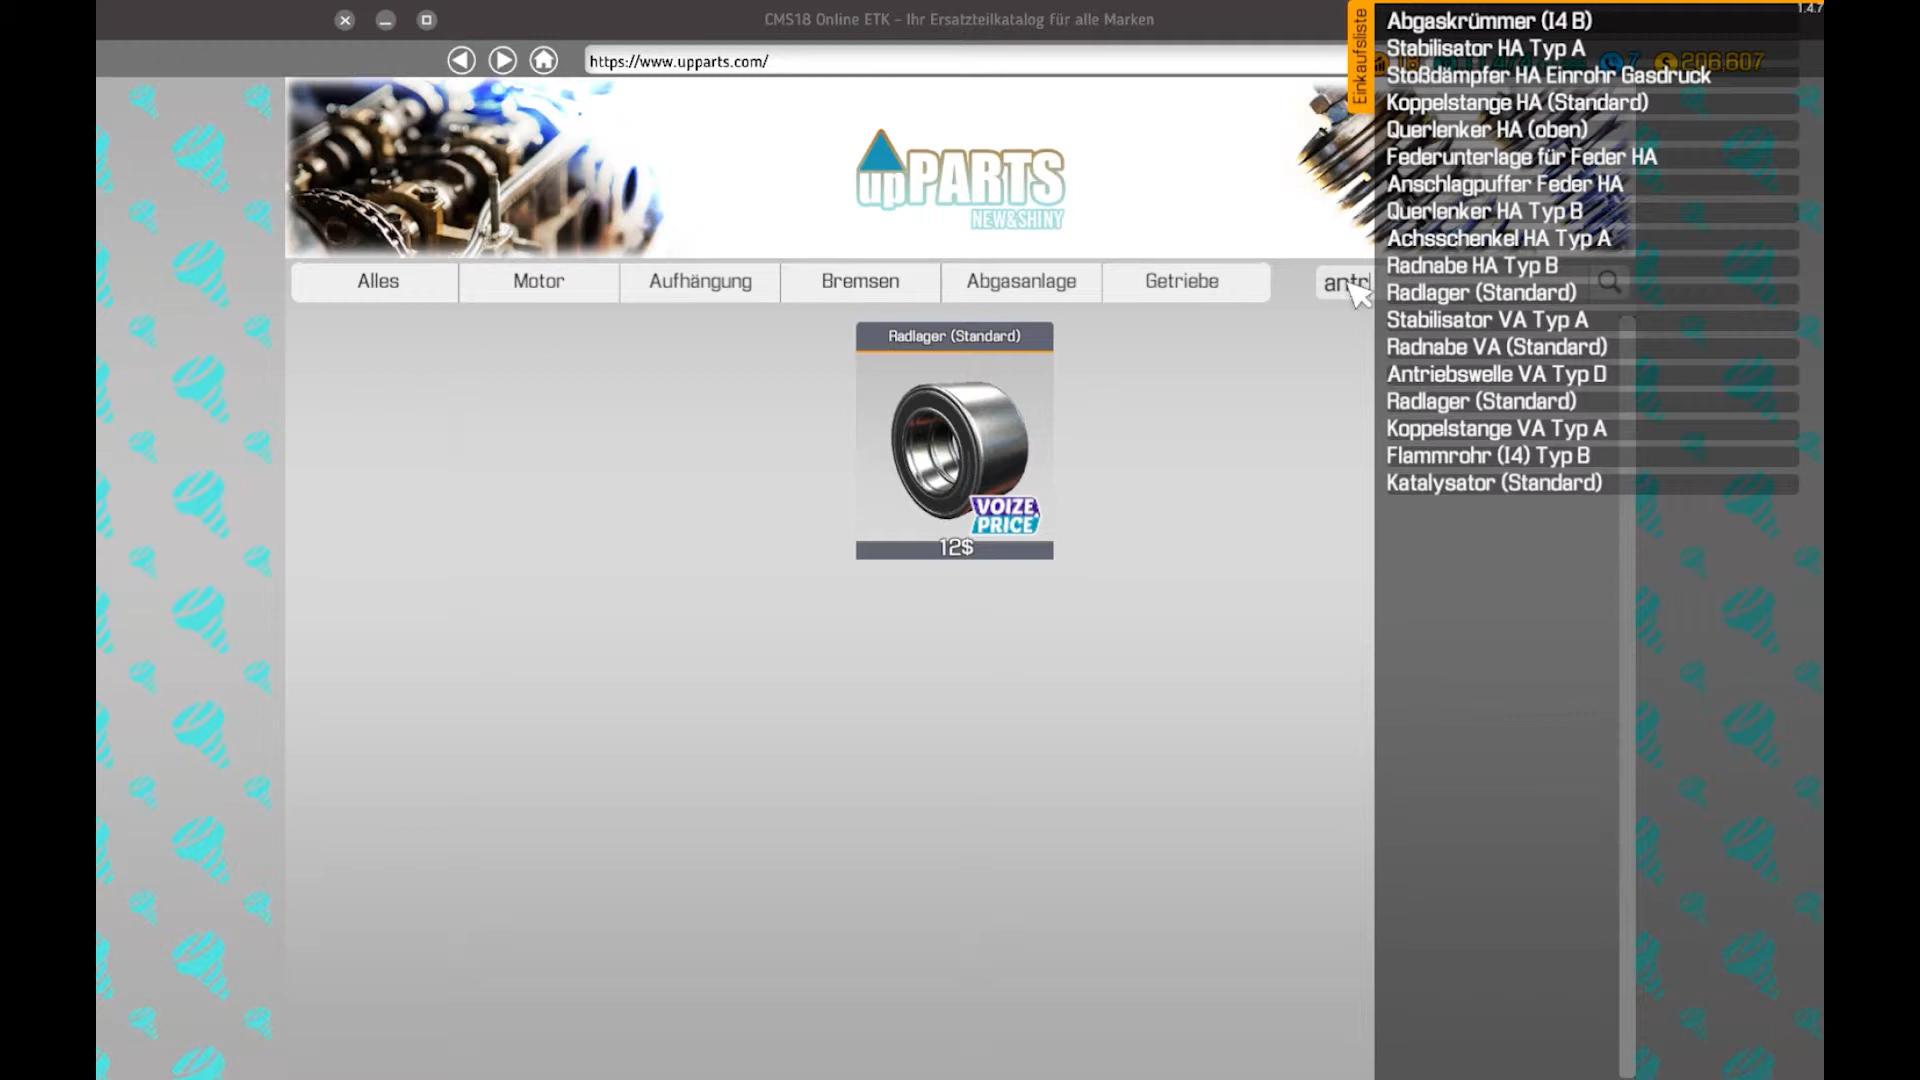 CMS18 Online ETK – Ihr Ersatzteilkatalog für alle Marken
1.4.7
https://www.upparts.com/
7
206,607
Einkaufsliste
Abgaskrümmer (I4 B)
Stabilisator HA Typ A
Stoßdämpfer HA Einrohr Gasdruck
Koppelstange HA (Standard)
Querlenker HA (oben)
Federunterlage für Feder HA
Anschlagpuffer Feder HA
Querlenker HA Typ B
Achsschenkel HA Typ A
Radnabe HA Typ B
Radlager (Standard)
Stabilisator VA Typ A
Radnabe VA (Standard)
Antriebswelle VA Typ D
Radlager (Standard)
Koppelstange VA Typ A
Flammrohr (I4) Typ B
Katalysator (Standard)
upPARTS
NEW&SHINY
Alles
Motor
Aufhängung
Bremsen
Abgasanlage
Getriebe
antri
Radlager (Standard)
VOIZE
PRICE
12$